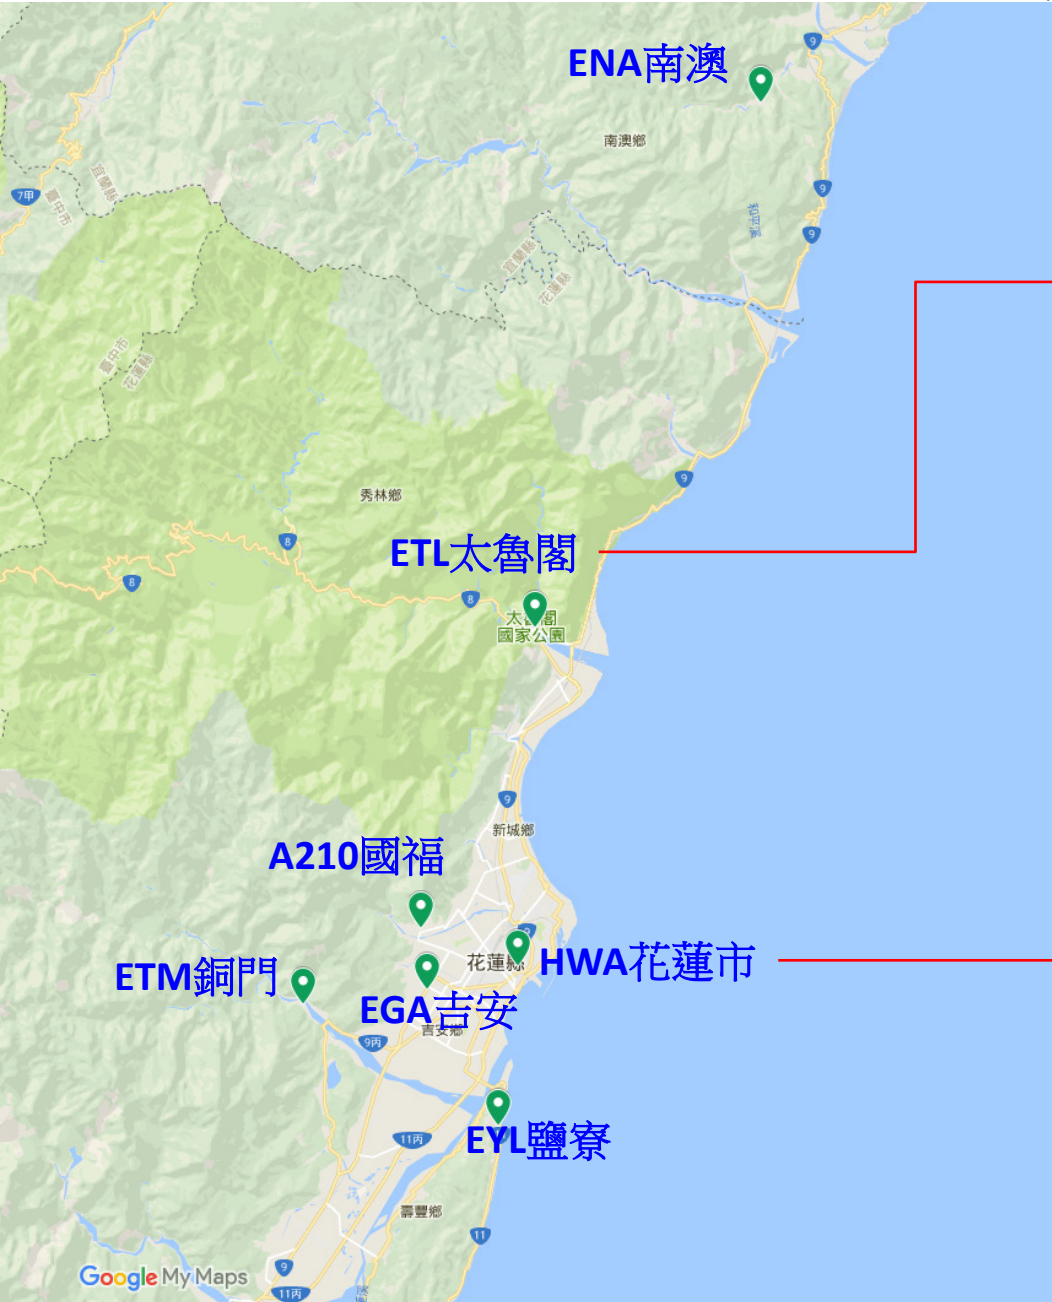 9
ENA南澳
南澳鄉
7甲
宜蘭縣
臺中市
9
和平溪
9
宜蘭縣
花蓮縣
臺中市
花蓮縣
9
秀林鄉
8
ETL太魯閣
8
8
太魯閣
國家公園
9
新城鄉
A210國福
9
花蓮縣
HWA花蓮市
ETM銅門
EGA吉安
吉安鄉
9丙
EYL鹽寮
11丙
壽豐鄉
11
9
Google My Maps
11丙